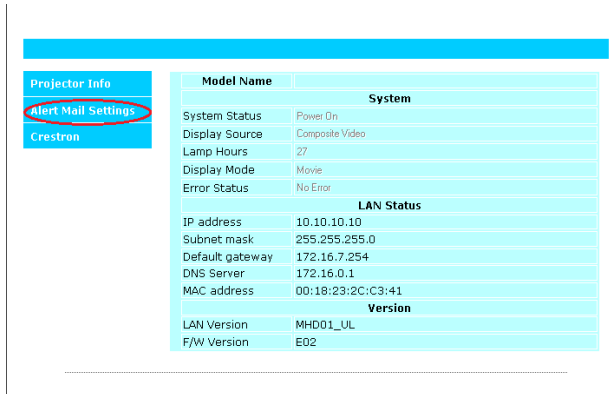 Projector Info
Alert Mail Settings
Crestron
Model Name
System
System Status Power On
Display Source Composite Video
Lamp Hours 27
Display Mode Movie
Error Status No Error
LAN Status
IP address 10.10.10.10
Subnet mask 255.255.255.0
Default gateway 172.16.7.254
DNS Server 172.16.0.1
MAC address 00:18:23:2C:C3:41
Version
LAN Version MHD01_UL
F/W Version E02